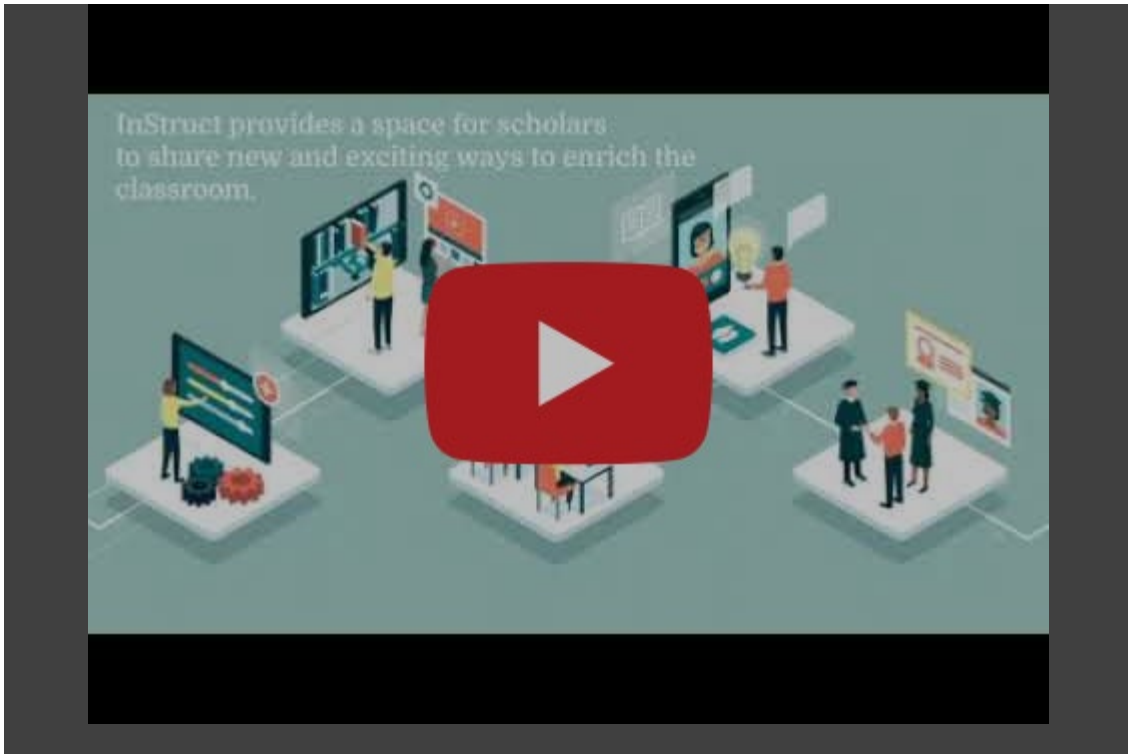 InStruct provides a space for scholars
to share new and exciting ways to enrich the
classroom.